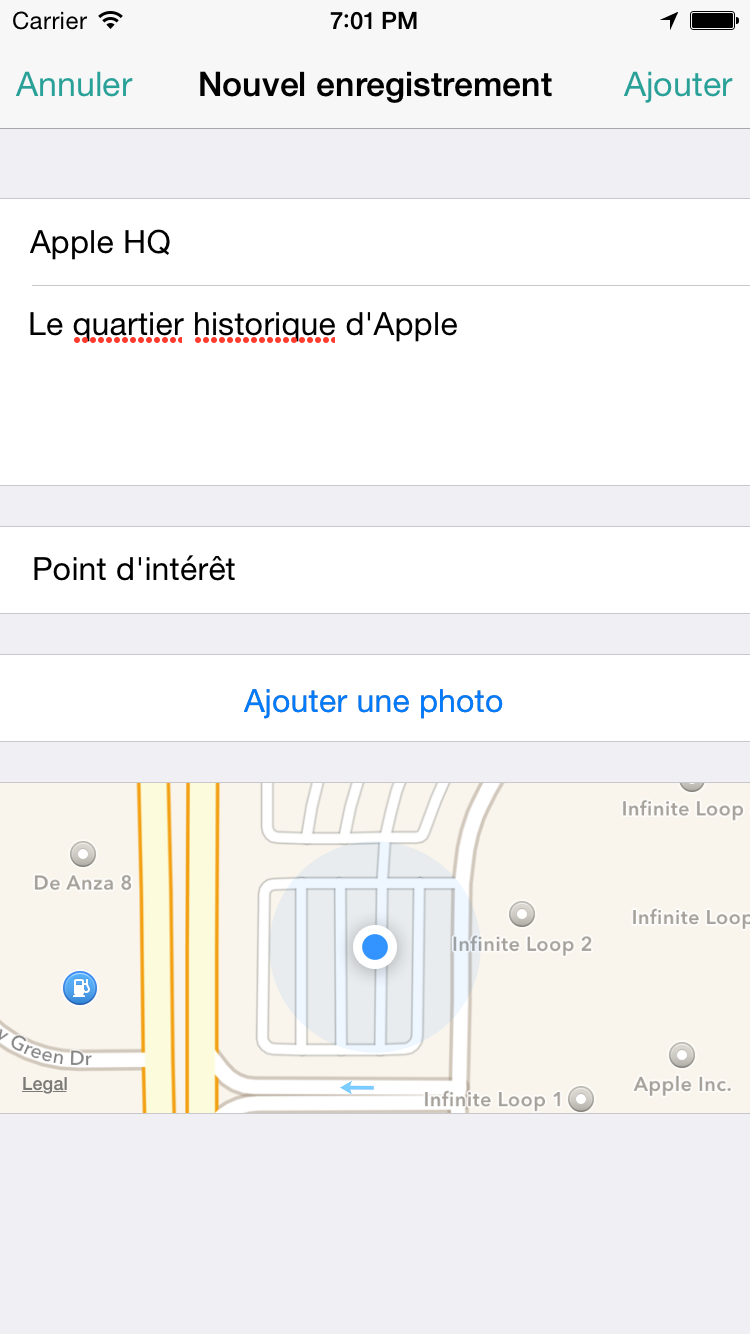 Carrier 7:01 PM
Annuler Nouvel enregistrement Ajouter
Apple HQ
Le quartier historique d'Apple
Point d'intérêt
Ajouter une photo
Infinite Loop
De Anza 8
Infinite Loop
Infinite Loop 2
Green Dr
Legal
Apple Inc.
Infinite Loop 1